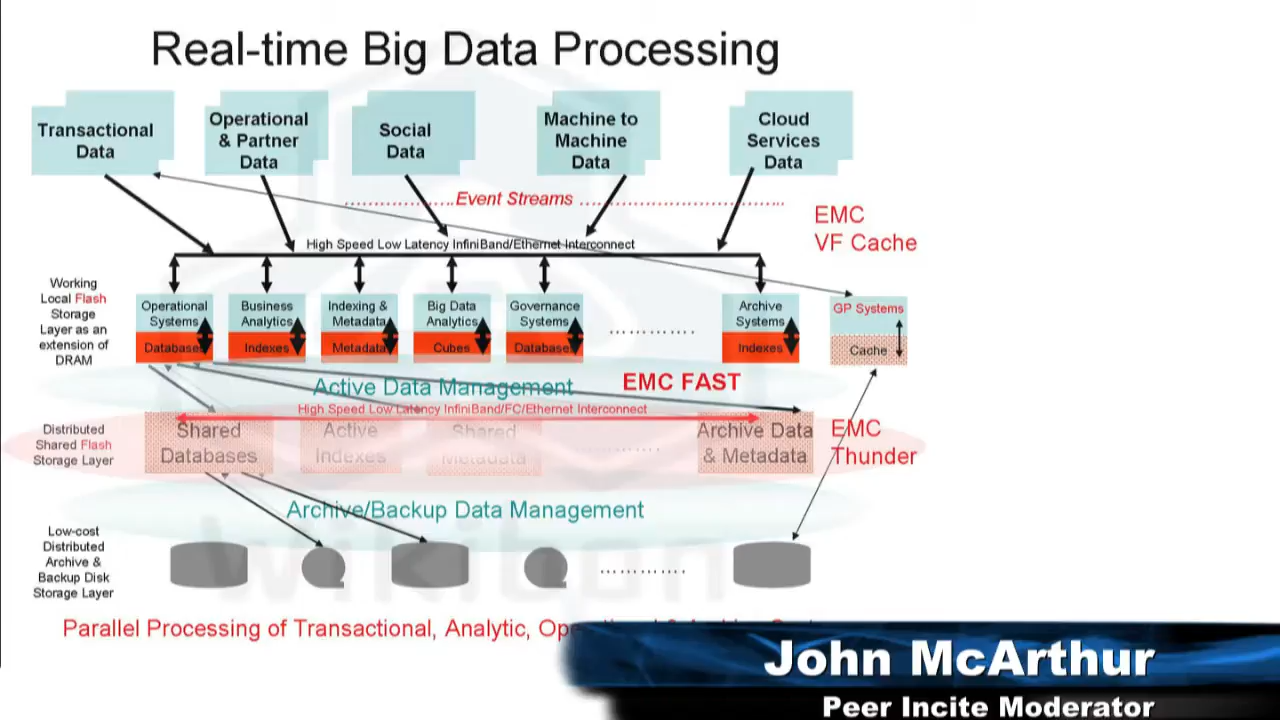 Real-time Big Data Processing
Transactional
Data
Operational
& Partner
Data
Social
Data
Machine to
Machine
Data
Cloud
Services
Data
Event Streams
EMC
VF Cache
High Speed Low Latency InfiniBand/Ethernet Interconnect
Working
Local Flash
Storage
Layer as an
extension of
DRAM
Operational
Systems
Databases
Business
Analytics
Indexes
Indexing &
Metadata
Metadata
Big Data
Analytics
Cubes
Governance
Systems
Databases
Archive
Systems
Indexes
GP Systems
Cache
Active Data Management
EMC FAST
High Speed Low Latency InfiniBand/FC/Ethernet Interconnect
Distributed
Shared Flash
Storage Layer
Shared
Databases
Active
Indexes
Shared
Metadata
Archive Data
& Metadata
EMC
Thunder
Archive/Backup Data Management
Low-cost
Distributed
Archive &
Backup Disk
Storage Layer
wikibon
Parallel Processing of Transactional, Analytic,
John McArthur
Peer Incite Moderator